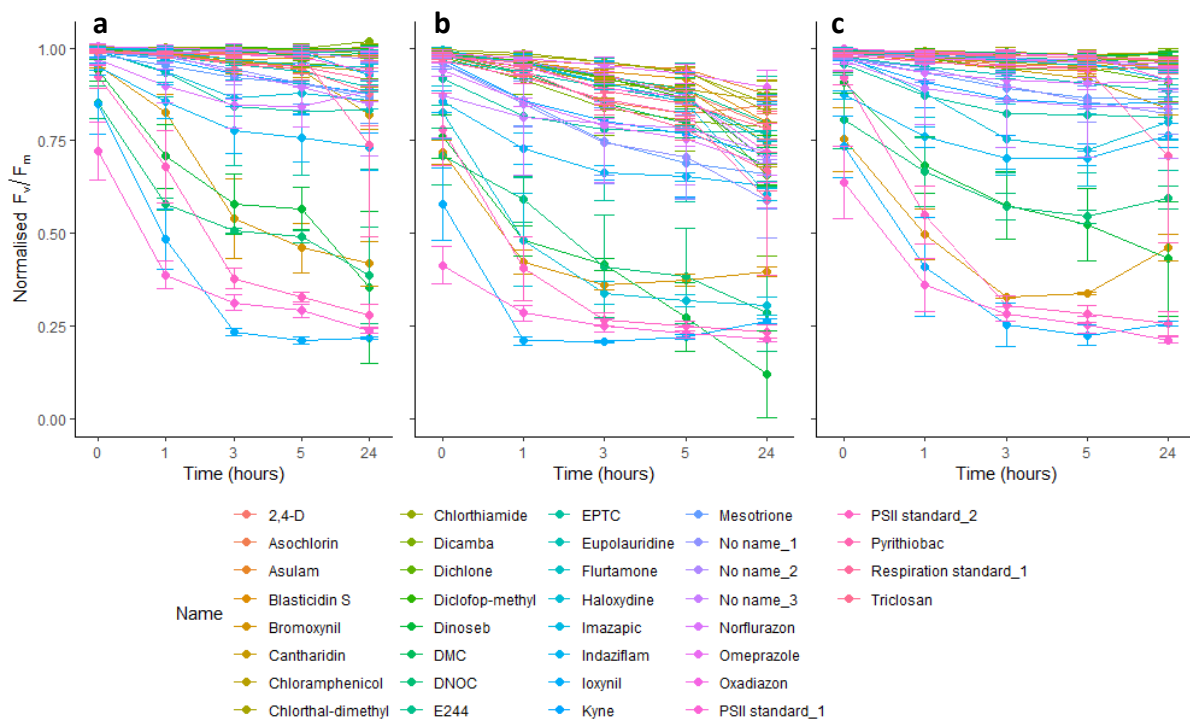 a
b
c
1.00
0.75
0.50
0.25
0.00
Normalised Fv/ Fm
0 1 3 5 24
0 1 3 5 24
0 1 3 5 24
Time (hours)
Time (hours)
Time (hours)
Name
2,4-D
Asochlorin
Asulam
Blasticidin S
Bromoxynil
Cantharidin
Chloramphenicol
Chlorthal-dimethyl
Chlorthiamide
Dicamba
Dichlone
Diclofop-methyl
Dinoseb
DMC
DNOC
E244
EPTC
Eupolauridine
Flurtamone
Haloxydine
Imazapic
Indaziflam
Ioxynil
Kyne
Mesotrione
No name_1
No name_2
No name_3
Norflurazon
Omeprazole
Oxadiazon
PSII standard_1
PSII standard_2
Pyrithiobac
Respiration standard_1
Triclosan